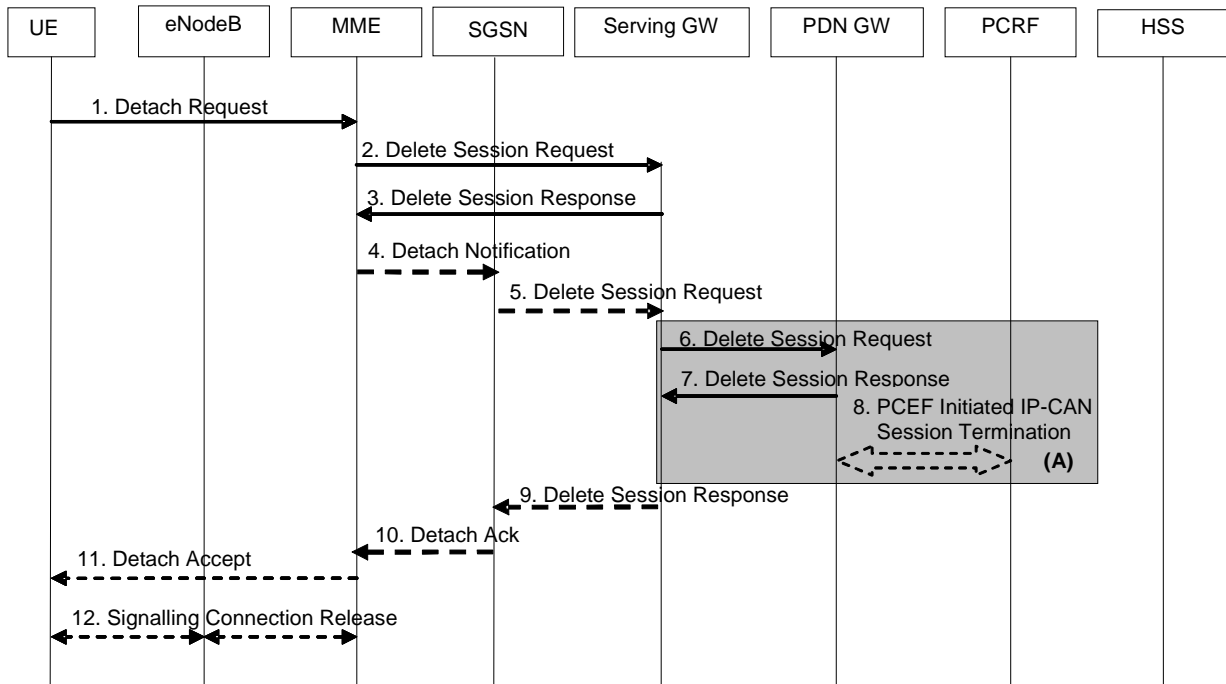 UE
eNodeB
MME
SGSN
Serving GW
PDN GW
PCRF
HSS
1. Detach Request
2. Delete Session Request
3. Delete Session Response
4. Detach Notification
5. Delete Session Request
6. Delete Session Request
7. Delete Session Response
8. PCEF Initiated IP-CAN
Session Termination
(A)
9. Delete Session Response
10. Detach Ack
11. Detach Accept
12. Signalling Connection Release